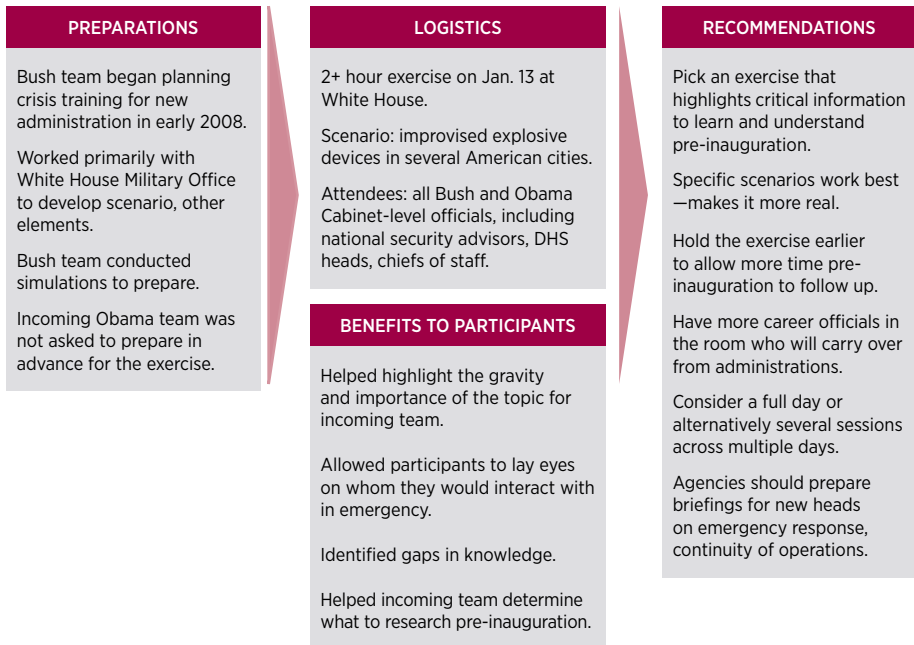 PREPARATIONS
Bush team began planning
crisis training for new
administration in early 2008.
Worked primarily with
White House Military Office
to develop scenario, other
elements.
Bush team conducted
simulations to prepare.
Incoming Obama team was
not asked to prepare in
advance for the exercise.
LOGISTICS
2+ hour exercise on Jan. 13 at
White House.
Scenario: improvised explosive
devices in several American cities.
Attendees: all Bush and Obama
Cabinet-level officials, including
national security advisors, DHS
heads, chiefs of staff.
BENEFITS TO PARTICIPANTS
Helped highlight the gravity
and importance of the topic for
incoming team.
Allowed participants to lay eyes
on whom they would interact with
in emergency.
Identified gaps in knowledge.
Helped incoming team determine
what to research pre-inauguration.
RECOMMENDATIONS
Pick an exercise that
highlights critical information
to learn and understand
pre-inauguration.
Specific scenarios work best
—makes it more real.
Hold the exercise earlier
to allow more time pre-
inauguration to follow up.
Have more career officials in
the room who will carry over
from administrations.
Consider a full day or
alternatively several sessions
across multiple days.
Agencies should prepare
briefings for new heads
on emergency response,
continuity of operations.